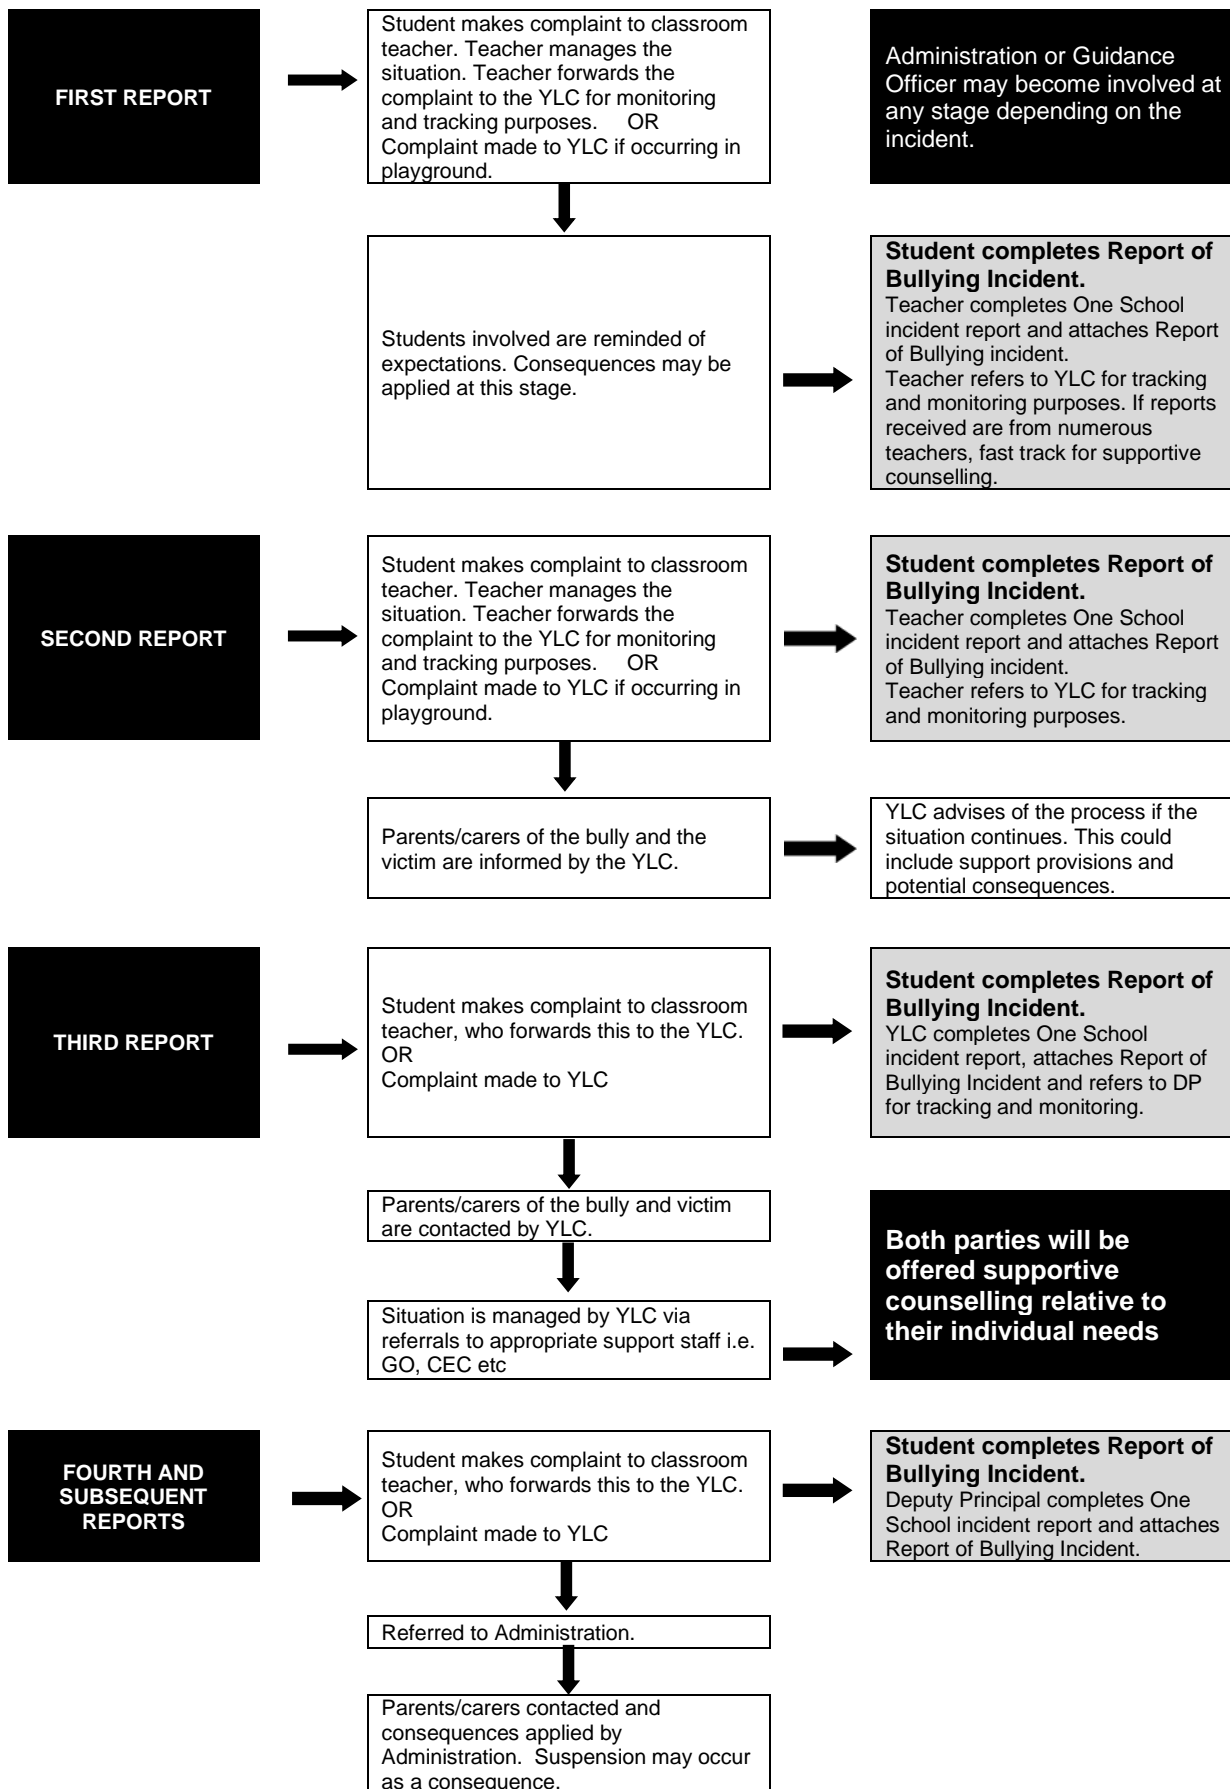 FIRST REPORT
Student makes complaint to classroom
teacher. Teacher manages the
situation. Teacher forwards the
complaint to the YLC for monitoring
and tracking purposes. OR
Complaint made to YLC if occurring in
playground.
Administration or Guidance
Officer may become involved at
any stage depending on the
incident.
Students involved are reminded of
expectations. Consequences may be
applied at this stage.
Student completes Report of
Bullying Incident.
Teacher completes One School
incident report and attaches Report
of Bullying incident.
Teacher refers to YLC for tracking
and monitoring purposes. If reports
received are from numerous
teachers, fast track for supportive
counselling.
SECOND REPORT
Student makes complaint to classroom
teacher. Teacher manages the
situation. Teacher forwards the
complaint to the YLC for monitoring
and tracking purposes. OR
Complaint made to YLC if occurring in
playground.
Student completes Report of
Bullying Incident.
Teacher completes One School
incident report and attaches Report
of Bullying incident.
Teacher refers to YLC for tracking
and monitoring purposes.
Parents/carers of the bully and the
victim are informed by the YLC.
YLC advises of the process if the
situation continues. This could
include support provisions and
potential consequences.
THIRD REPORT
Student makes complaint to classroom
teacher, who forwards this to the YLC.
OR
Complaint made to YLC
Student completes Report of
Bullying Incident.
YLC completes One School
incident report, attaches Report of
Bullying Incident and refers to DP
for tracking and monitoring.
Parents/carers of the bully and victim
are contacted by YLC.
Situation is managed by YLC via
referrals to appropriate support staff i.e.
GO, CEC etc
Both parties will be
offered supportive
counselling relative to
their individual needs
FOURTH AND
SUBSEQUENT
REPORTS
Student makes complaint to classroom
teacher, who forwards this to the YLC.
OR
Complaint made to YLC
Student completes Report of
Bullying Incident.
Deputy Principal completes One
School incident report and attaches
Report of Bullying Incident.
Referred to Administration.
Parents/carers contacted and
consequences applied by
Administration. Suspension may occur
as a consequence.